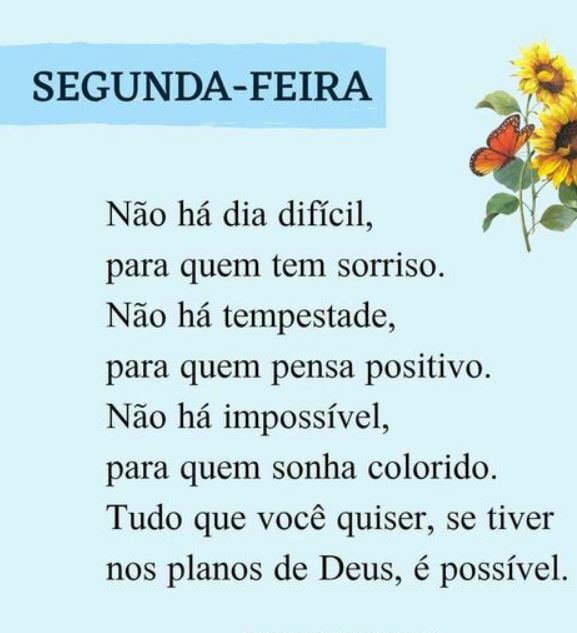 SEGUNDA-FEIRA
Não há dia difícil,
para quem tem sorriso.
Não há tempestade,
para quem pensa positivo.
Não há impossível,
para quem sonha colorido.
Tudo que você quiser, se tiver
nos planos de Deus, é possível.